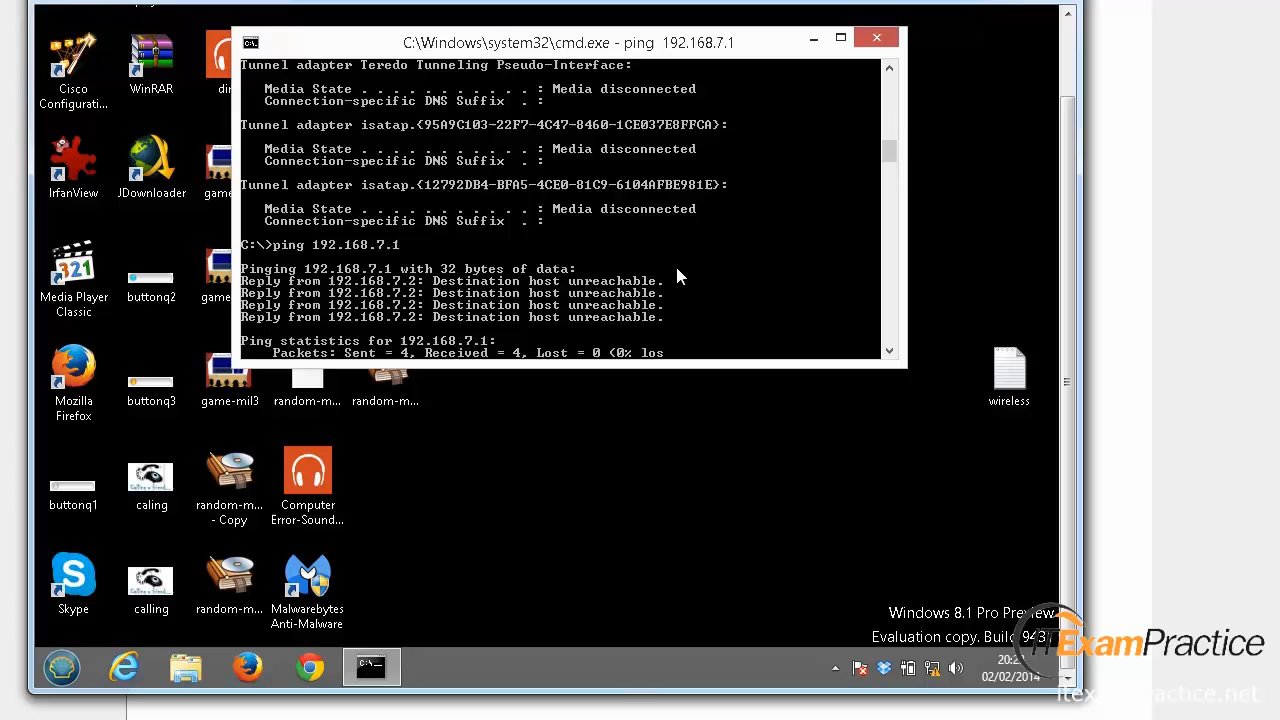 C:\Windows\system32\cmd.exe - ping 192.168.7.1
Tunnel adapter Teredo Tunneling Pseudo-Interface:
Media State . . . . . . . . . . . : Media disconnected
Connection-specific DNS Suffix . :
Tunnel adapter isatap.{95A9C103-22F7-4C47-8460-1CE037E8FFCA}:
Media State . . . . . . . . . . . : Media disconnected
Connection-specific DNS Suffix . :
Tunnel adapter isatap.{12792DB4-BFA5-4CE0-81C9-6104AFBE981E}:
Media State . . . . . . . . . . . : Media disconnected
Connection-specific DNS Suffix . :
C:\>ping 192.168.7.1
Pinging 192.168.7.1 with 32 bytes of data:
Reply from 192.168.7.2: Destination host unreachable.
Reply from 192.168.7.2: Destination host unreachable.
Reply from 192.168.7.2: Destination host unreachable.
Reply from 192.168.7.2: Destination host unreachable.
Ping statistics for 192.168.7.1:
Packets: Sent = 4, Received = 4, Lost = 0 (0% los
Cisco
Configurati...
WinRAR
dir
IrfanView
JDownloader
game
Media Player
Classic
buttonq2
game
Mozilla
Firefox
buttonq3
game-mil3
random-m...
random-m...
wireless
buttonq1
caling
random-m...
- Copy
Computer
Error-Sound...
Skype
calling
random-m...
Malwarebytes
Anti-Malware
Windows 8.1 Pro Preview
Evaluation copy. Build 943
ITExamPractice
02/02/2014